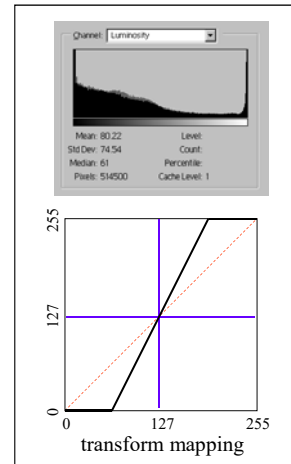 Channel: Luminosity
Mean: 80.22 Level:
Std Dev: 74.54 Count:
Median: 61 Percentile:
Pixels: 514500 Cache Level: 1
255
127
0
0 127 255
transform mapping